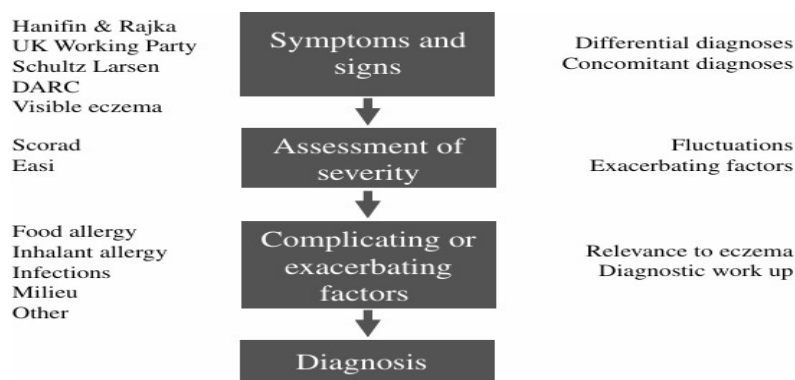 Hanifin & Rajka
UK Working Party
Schultz Larsen
DARC
Visible eczema
Symptoms and
signs
Differential diagnoses
Concomitant diagnoses
Scorad
Easi
Assessment of
severity
Fluctuations
Exacerbating factors
Food allergy
Inhalant allergy
Infections
Milieu
Other
Complicating or
exacerbating
factors
Relevance to eczema
Diagnostic work up
Diagnosis